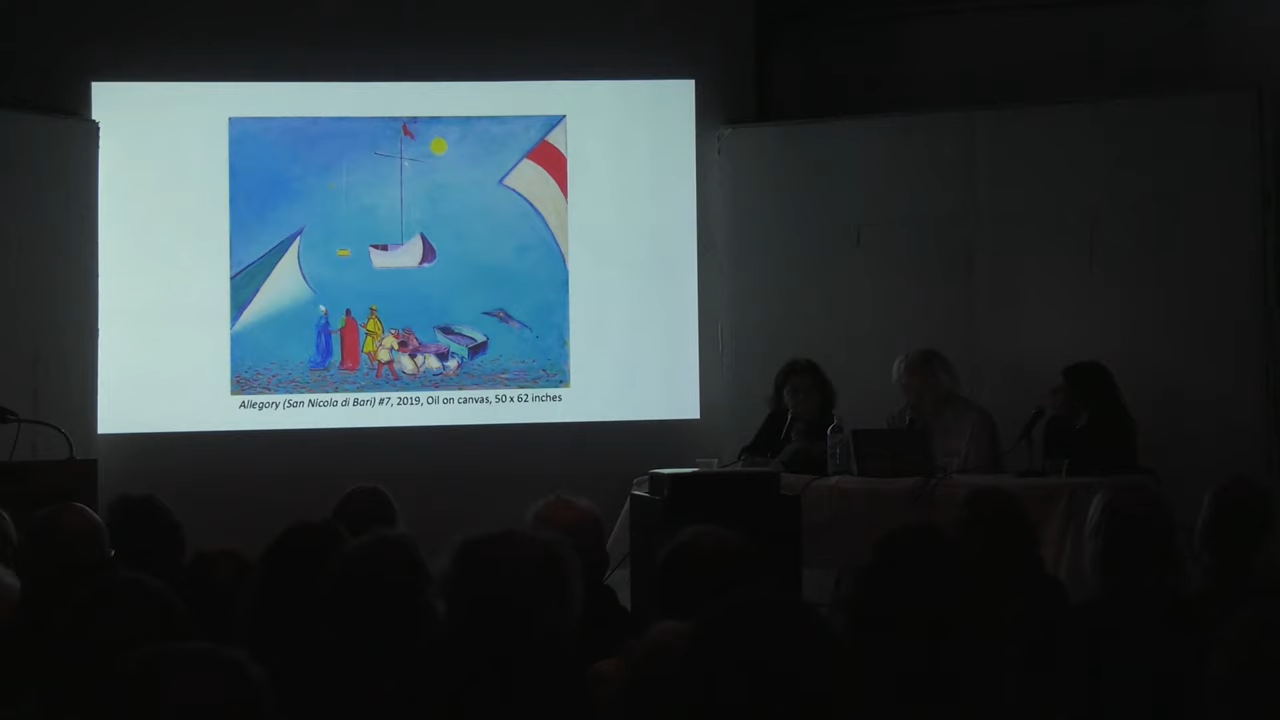 Allegory (San Nicola di Bari) #7, 2019, Oil on canvas, 50 x 62 inches